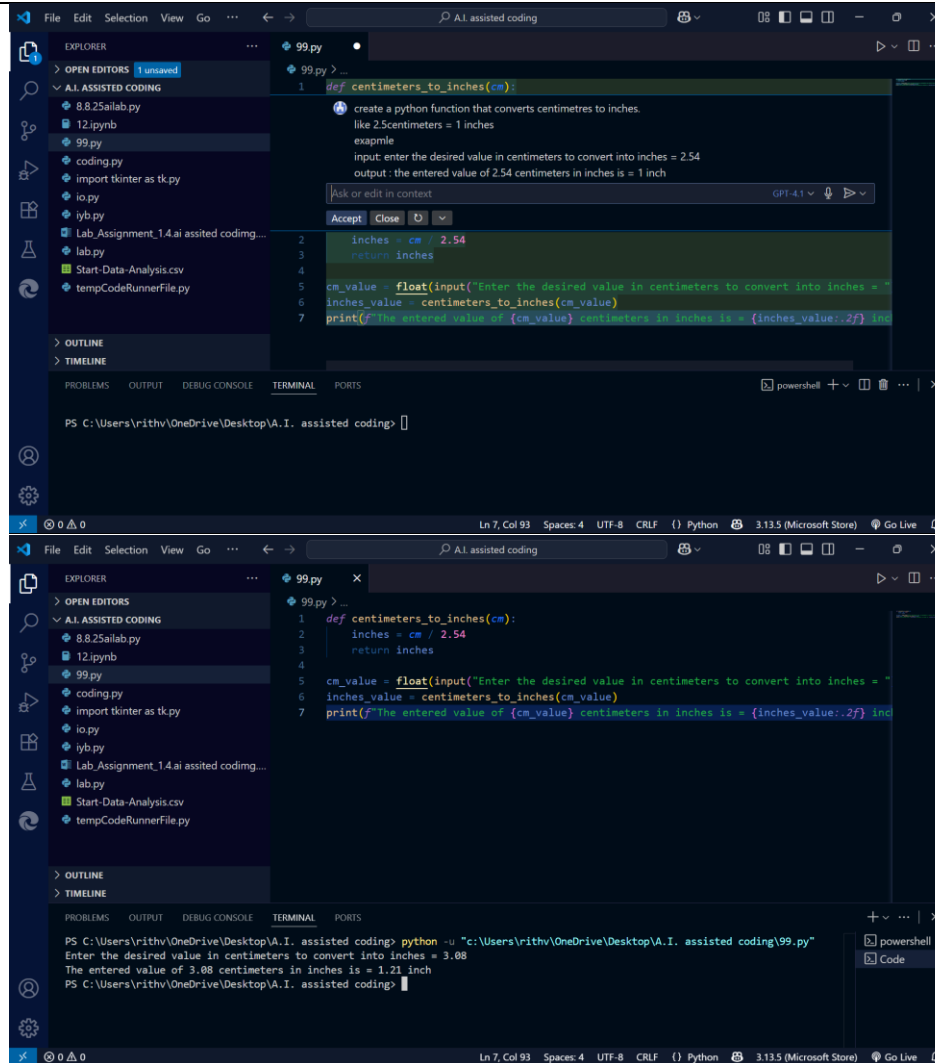 File Edit Selection View Go ··· A.I. assisted coding
EXPLORER ···
OPEN EDITORS 1 unsaved
A.I. ASSISTED CODING
8.8.25ailab.py
12.ipynb
99.py
coding.py
import tkinter as tk.py
io.py
iyb.py
Lab_Assignment_1.4.ai assited codimg....
lab.py
Start-Data-Analysis.csv
tempCodeRunnerFile.py
OUTLINE
TIMELINE
99.py
99.py > ...
1 def centimeters_to_inches(cm):
create a python function that converts centimetres to inches.
like 2.5centimeters = 1 inches
exapmle
input: enter the desired value in centimeters to convert into inches = 2.54
output : the entered value of 2.54 centimeters in inches is = 1 inch
Ask or edit in context GPT-4.1
Accept Close
2 inches = cm / 2.54
3 return inches
4
5 cm_value = float(input("Enter the desired value in centimeters to convert into inches = "
6 inches_value = centimeters_to_inches(cm_value)
7 print(f"The entered value of {cm_value} centimeters in inches is = {inches_value:.2f} inc
PROBLEMS OUTPUT DEBUG CONSOLE TERMINAL PORTS powershell
PS C:\Users\rithv\OneDrive\Desktop\A.I. assisted coding>
0 0 Ln 7, Col 93 Spaces: 4 UTF-8 CRLF {} Python 3.13.5 (Microsoft Store) Go Live
File Edit Selection View Go ··· A.I. assisted coding
EXPLORER ···
OPEN EDITORS
A.I. ASSISTED CODING
8.8.25ailab.py
12.ipynb
99.py
coding.py
import tkinter as tk.py
io.py
iyb.py
Lab_Assignment_1.4.ai assited codimg....
lab.py
Start-Data-Analysis.csv
tempCodeRunnerFile.py
OUTLINE
TIMELINE
99.py
99.py > ...
1 def centimeters_to_inches(cm):
2 inches = cm / 2.54
3 return inches
4
5 cm_value = float(input("Enter the desired value in centimeters to convert into inches = "
6 inches_value = centimeters_to_inches(cm_value)
7 print(f"The entered value of {cm_value} centimeters in inches is = {inches_value:.2f} inc
PROBLEMS OUTPUT DEBUG CONSOLE TERMINAL PORTS
PS C:\Users\rithv\OneDrive\Desktop\A.I. assisted coding> python -u "c:\Users\rithv\OneDrive\Desktop\A.I. assisted coding\99.py"
Enter the desired value in centimeters to convert into inches = 3.08
The entered value of 3.08 centimeters in inches is = 1.21 inch
PS C:\Users\rithv\OneDrive\Desktop\A.I. assisted coding>
powershell
Code
0 0 Ln 7, Col 93 Spaces: 4 UTF-8 CRLF {} Python 3.13.5 (Microsoft Store) Go Live